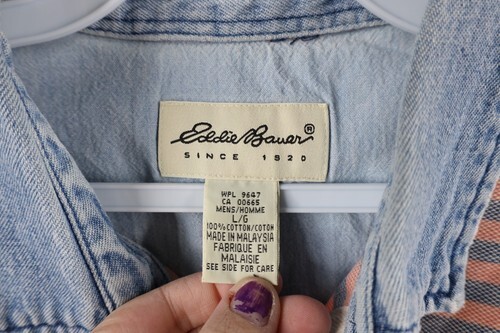 Eddie Bauer®
SINCE 1920
WPL 9647
CA 00665
MENS/HOMME
L/G
100% COTTON/COTON
MADE IN MALAYSIA
FABRIQUE EN
MALAISIE
SEE SIDE FOR CARE